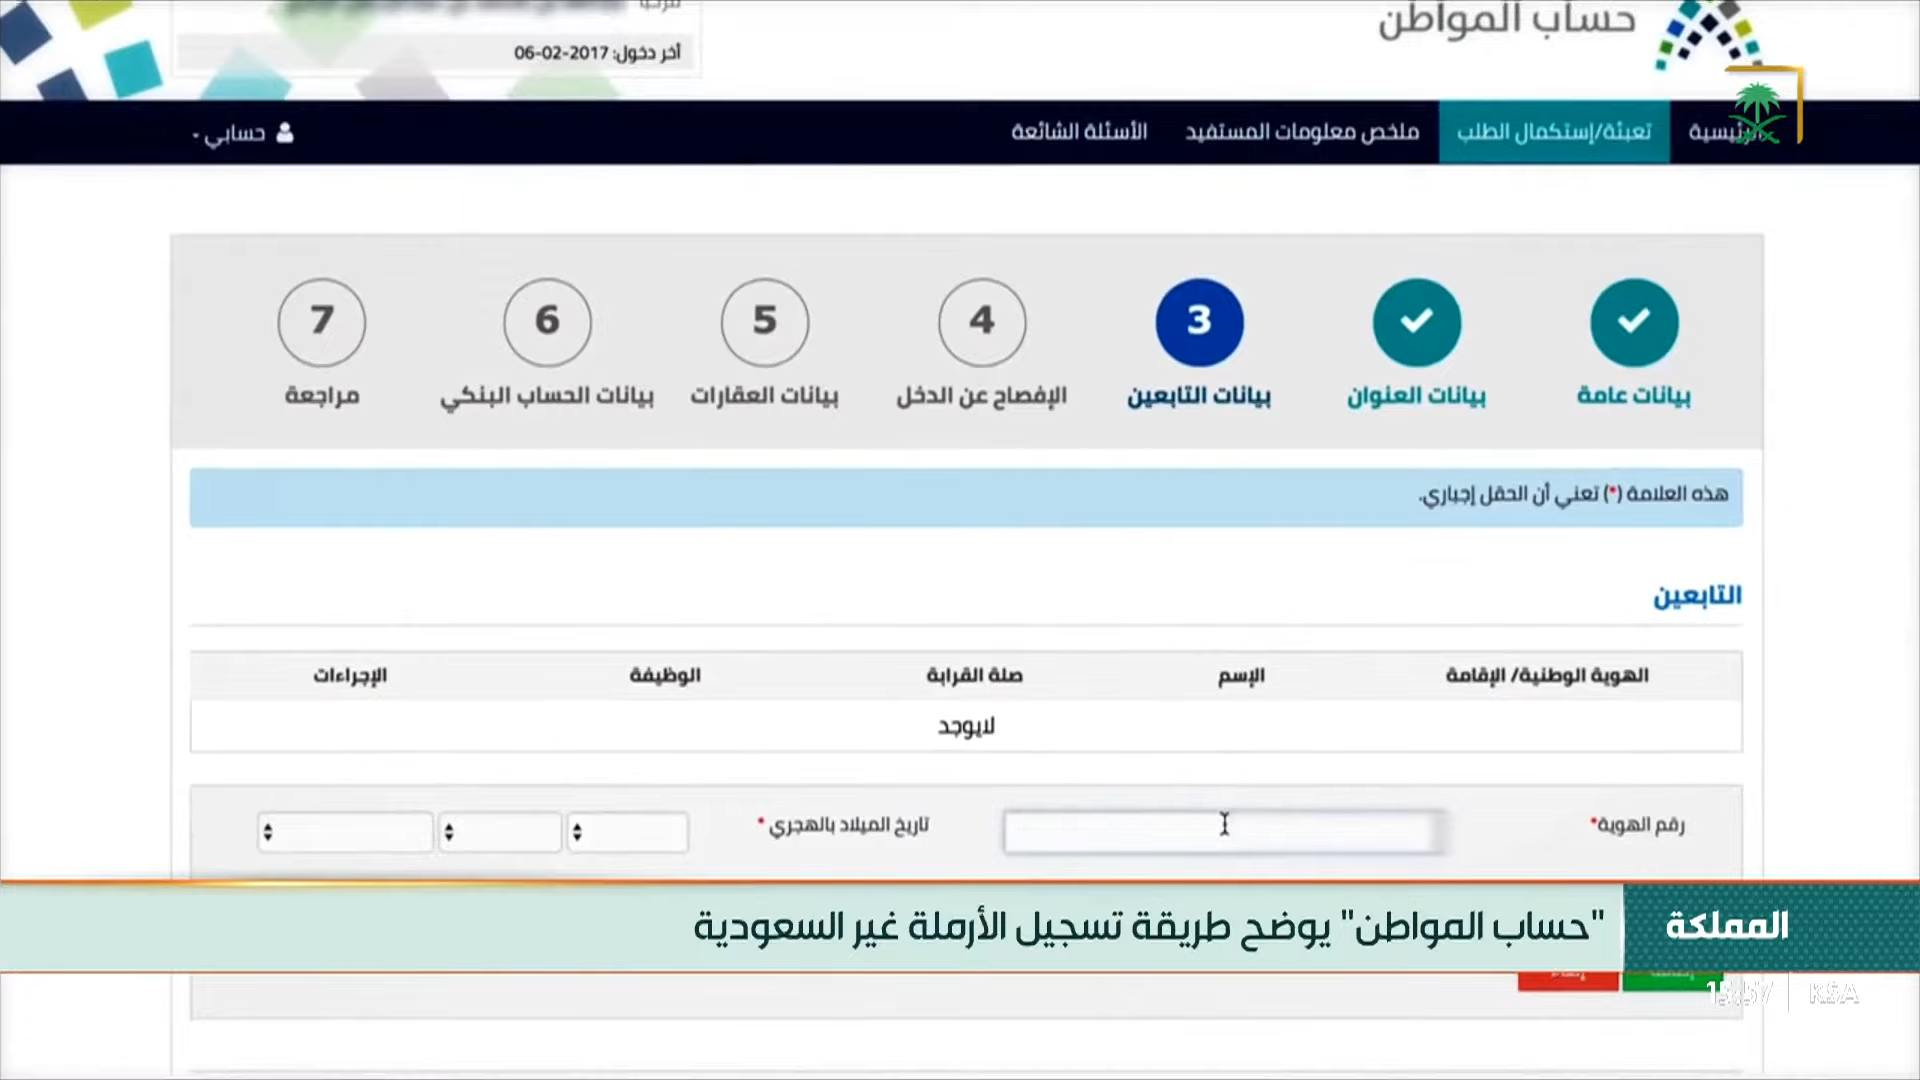 حساب المواطن
مرحبا
أخر دخول: 2017-02-06
تعبئة/إستكمال الطلب
ملخص معلومات المستفيد
الأسئلة الشائعة
حسابي
3
4
5
6
7
بيانات عامة
بيانات العنوان
بيانات التابعين
الإفصاح عن الدخل
بيانات العقارات
بيانات الحساب البنكي
مراجعة
هذه العلامة (*) تعني أن الحقل إجباري.
التابعين
الهوية الوطنية/ الإقامة
الإسم
صلة القرابة
الوظيفة
الإجراءات
لايوجد
رقم الهوية*
تاريخ الميلاد بالهجري *
المملكة
"حساب المواطن" يوضح طريقة تسجيل الأرملة غير السعودية
15:57
KSA